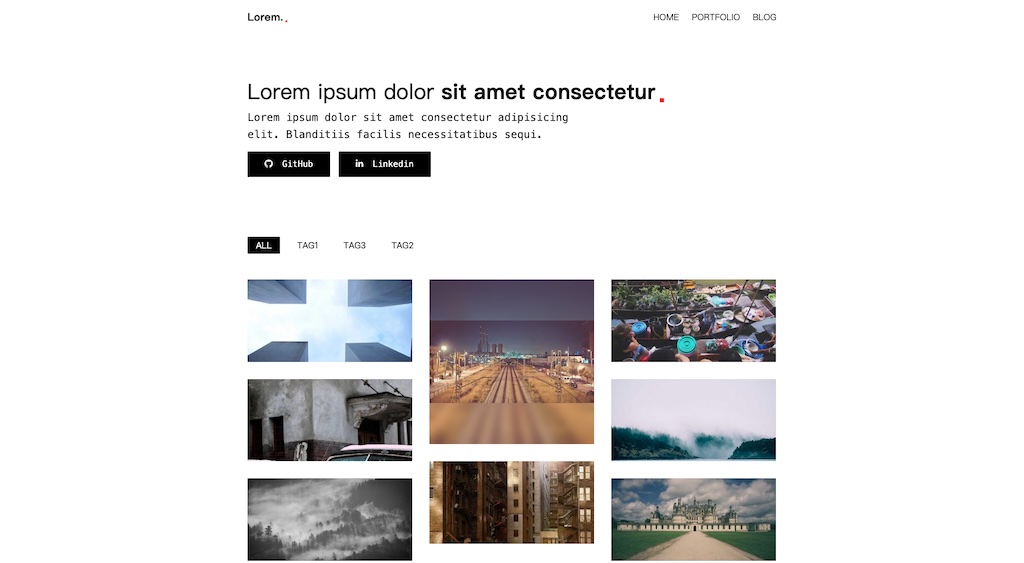 Lorem..
HOME PORTFOLIO BLOG
Lorem ipsum dolor sit amet consectetur.
Lorem ipsum dolor sit amet consectetur adipisicing
elit. Blanditiis facilis necessitatibus sequi.
GitHub Linkedin
ALL TAG1 TAG3 TAG2